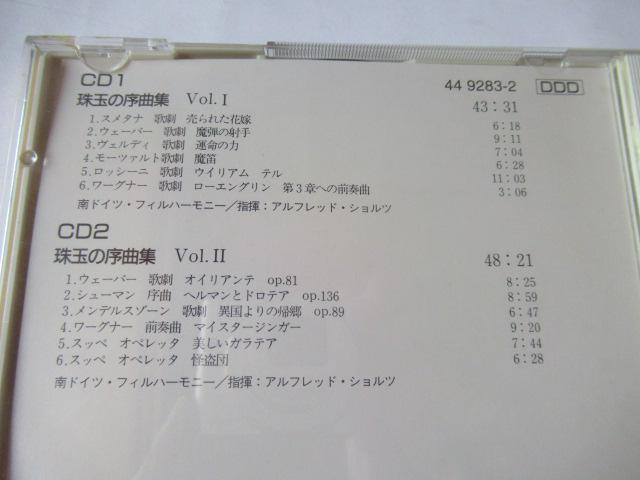 CD1 44 9283-2 DDD
珠玉の序曲集 Vol.I 43:31
1.スメタナ 歌劇 売られた花嫁 6:18
2.ウェーバー 歌劇 魔弾の射手 9:11
3.ヴェルディ 歌劇 運命の力 7:04
4.モーツァルト歌劇 魔笛 6:28
5.ロッシーニ 歌劇 ウイリアム テル 11:03
6.ワーグナー 歌劇 ローエングリン 第3章への前奏曲 3:06
南ドイツ・フィルハーモニー/指揮:アルフレッド・ショルツ
CD2
珠玉の序曲集 Vol.II 48:21
1.ウェーバー 歌劇 オイリアンテ op.81 8:25
2.シューマン 序曲 ヘルマンとドロテア op.136 8:59
3.メンデルスゾーン 歌劇 異国よりの帰郷 op.89 6:47
4.ワーグナー 前奏曲 マイスタージンガー 9:20
5.スッペ オペレッタ 美しいガラテア 7:44
6.スッペ オペレッタ 怪盗団 6:28
南ドイツ・フィルハーモニー/指揮:アルフレッド・ショルツ